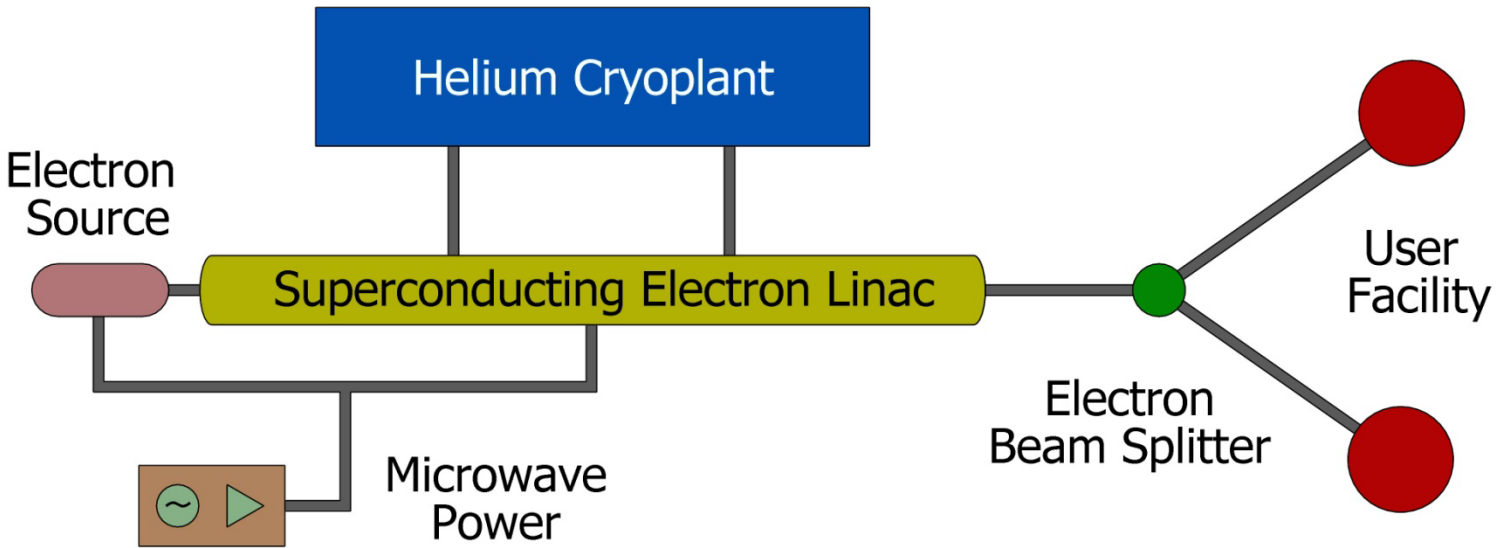 Helium Cryoplant
Electron
Source
Superconducting Electron Linac
User
Facility
Electron
Beam Splitter
Microwave
Power
~